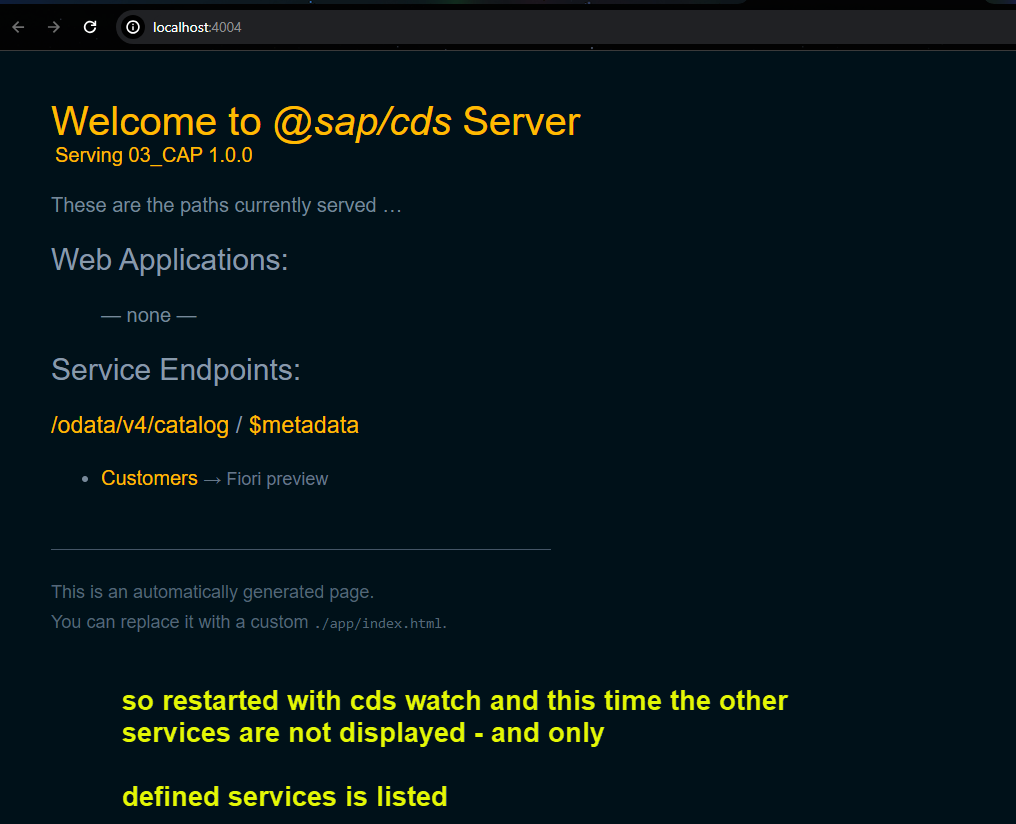 localhost:4004
Welcome to @sap/cds Server
Serving 03_CAP 1.0.0
These are the paths currently served …
Web Applications:
— none —
Service Endpoints:
/odata/v4/catalog / $metadata
• Customers → Fiori preview
This is an automatically generated page.
You can replace it with a custom ./app/index.html.
so restarted with cds watch and this time the other
services are not displayed - and only
defined services is listed